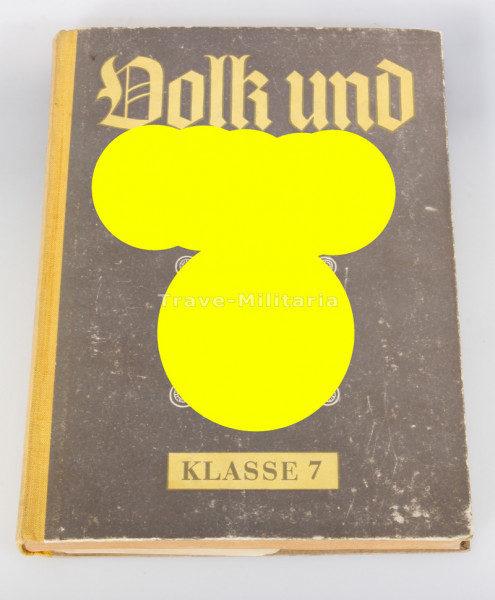 Volk und
Trave-Militaria
KLASSE 7